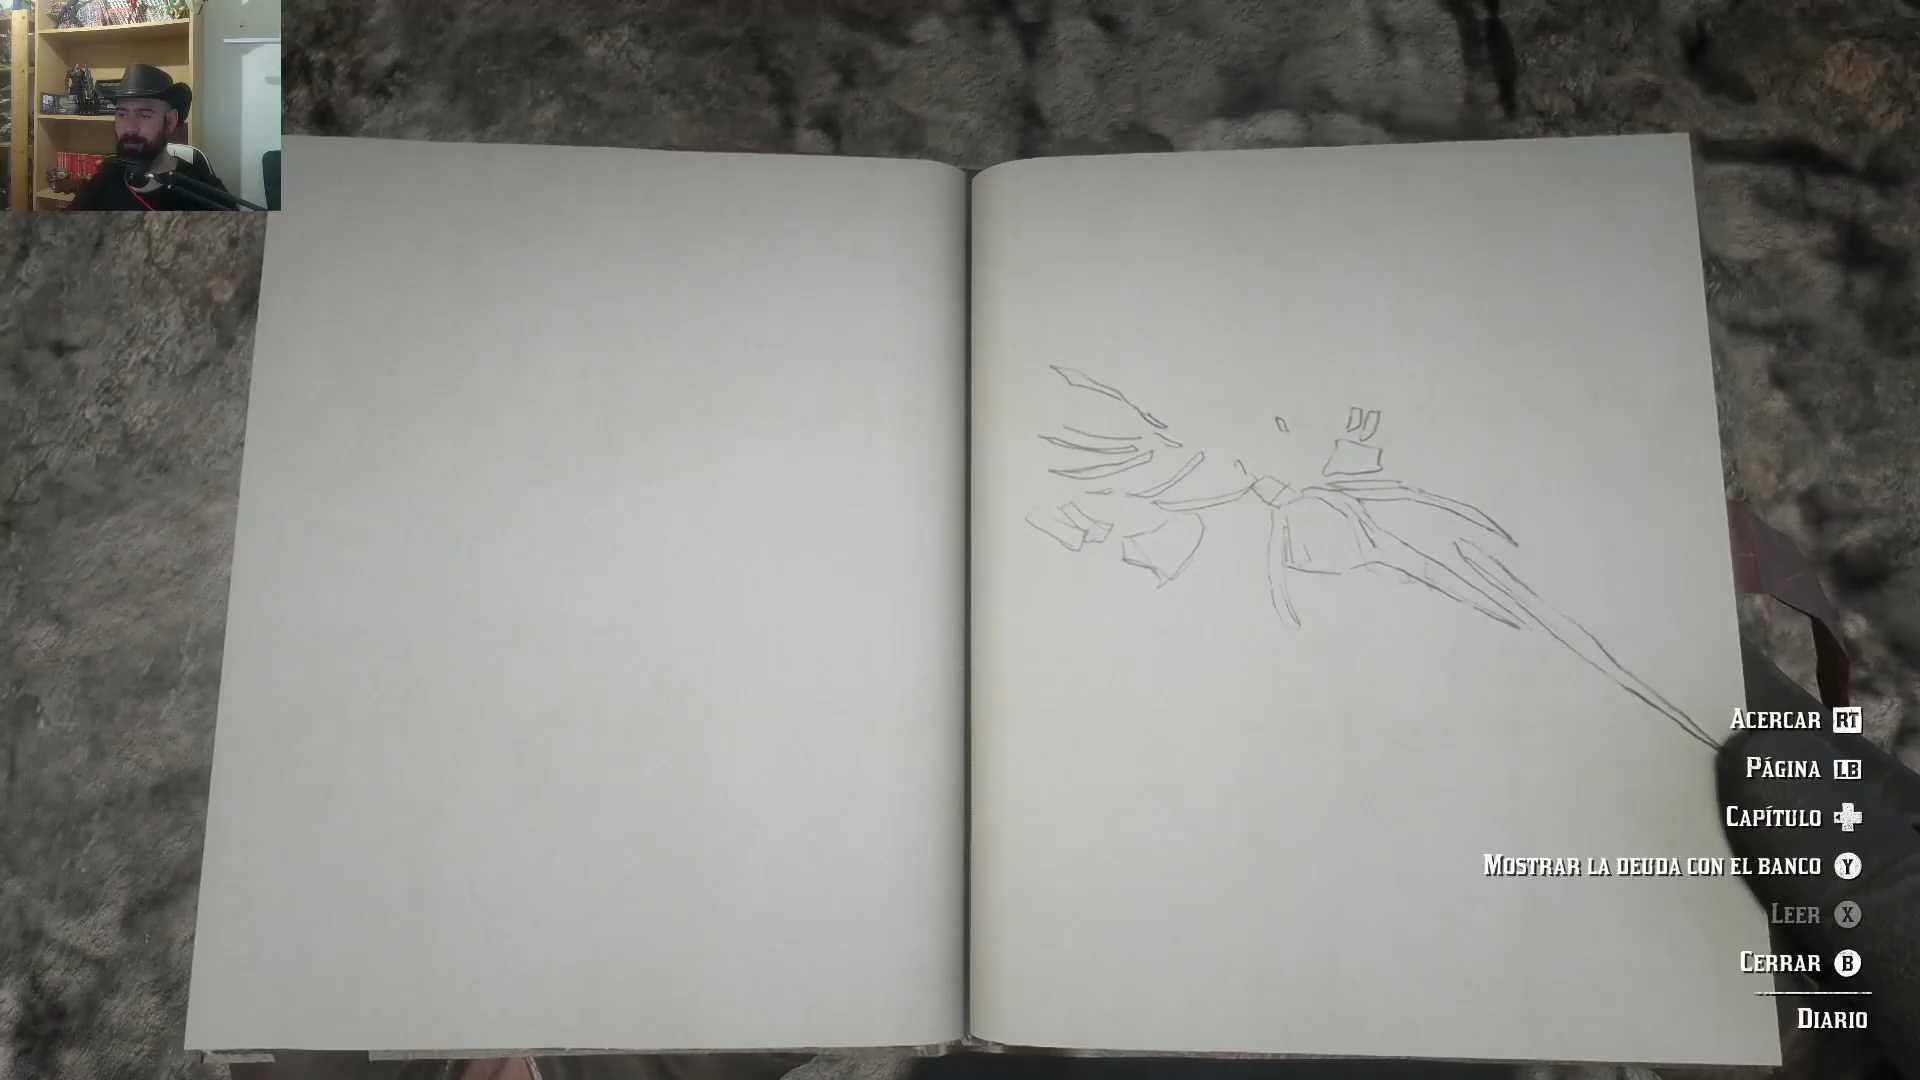 ACERCAR RT
PÁGINA LB
CAPÍTULO
MOSTRAR LA DEUDA CON EL BANCO Y
LEER X
CERRAR B
DIARIO